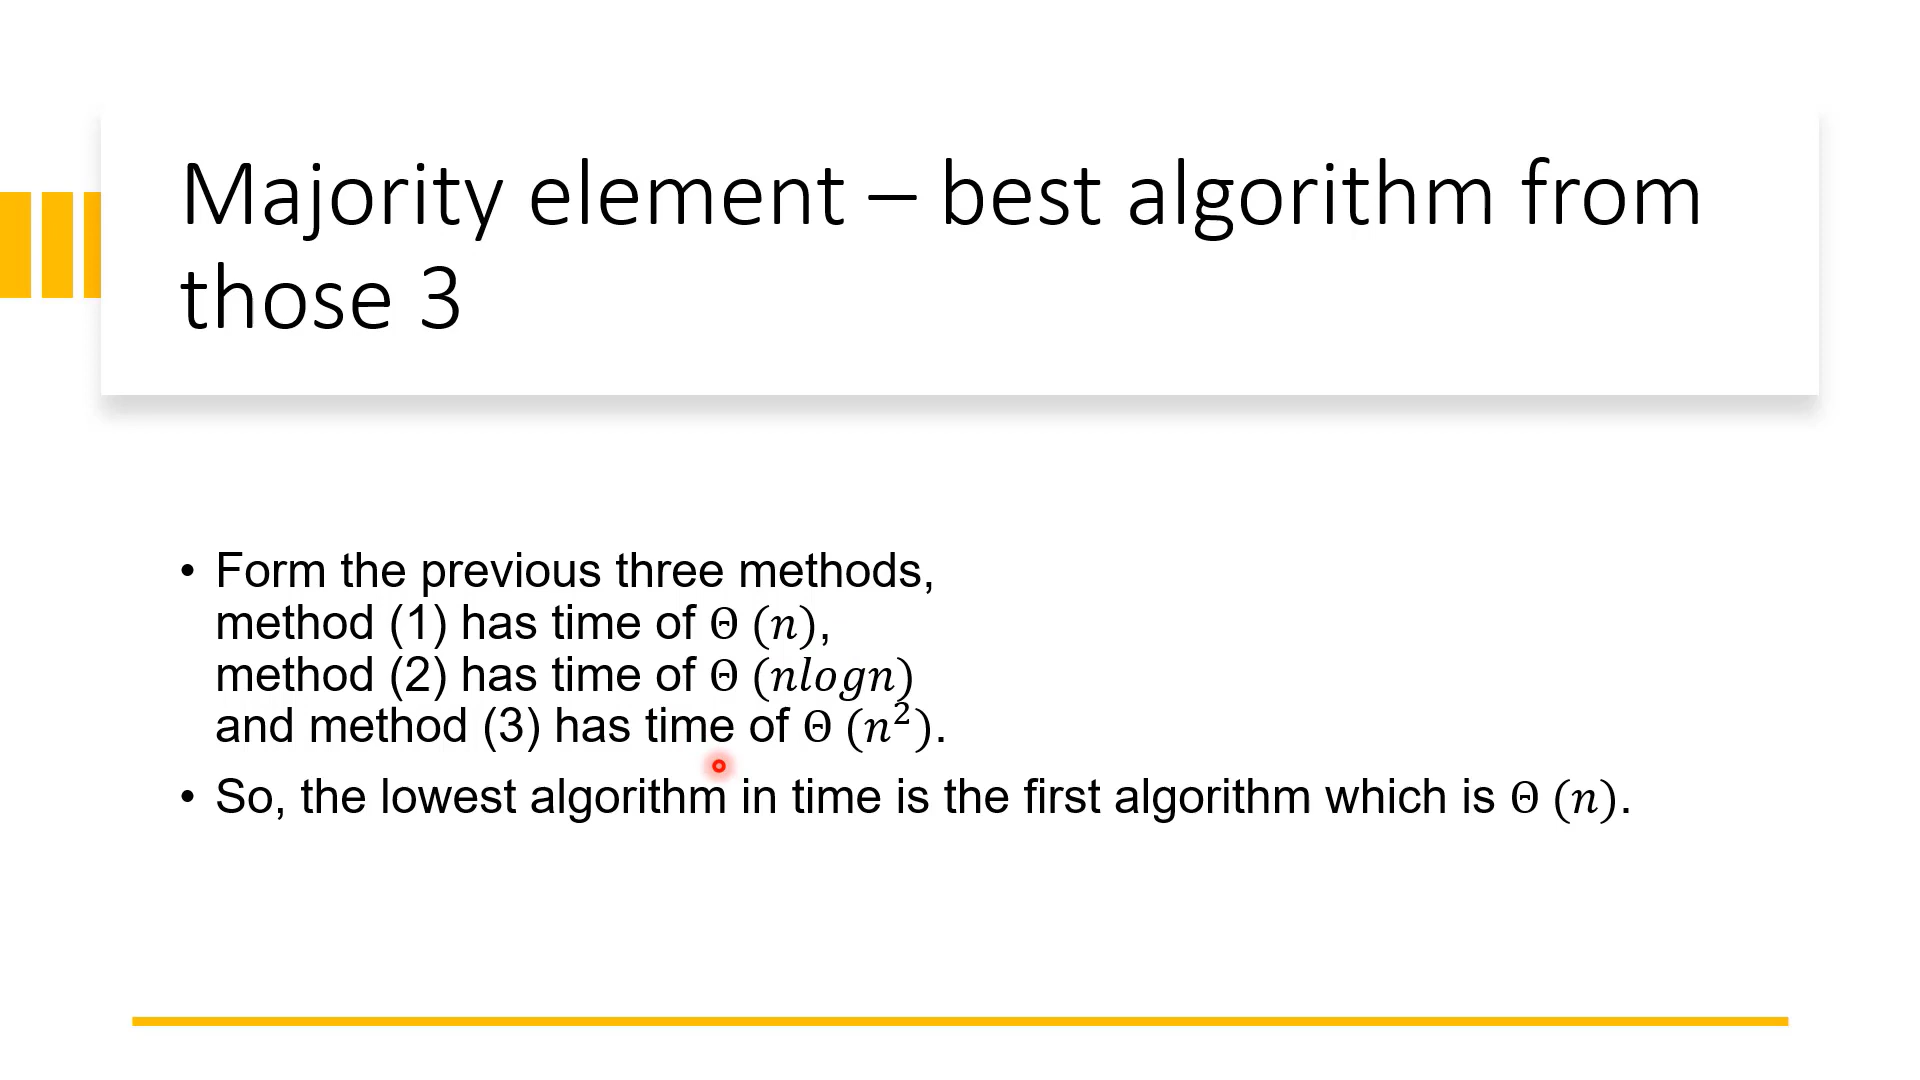 Majority element – best algorithm from
those 3
• Form the previous three methods,
method (1) has time of Θ (𝑛),
method (2) has time of Θ (𝑛𝑙𝑜𝑔𝑛)
and method (3) has time of Θ (𝑛²).
• So, the lowest algorithm in time is the first algorithm which is Θ (𝑛).